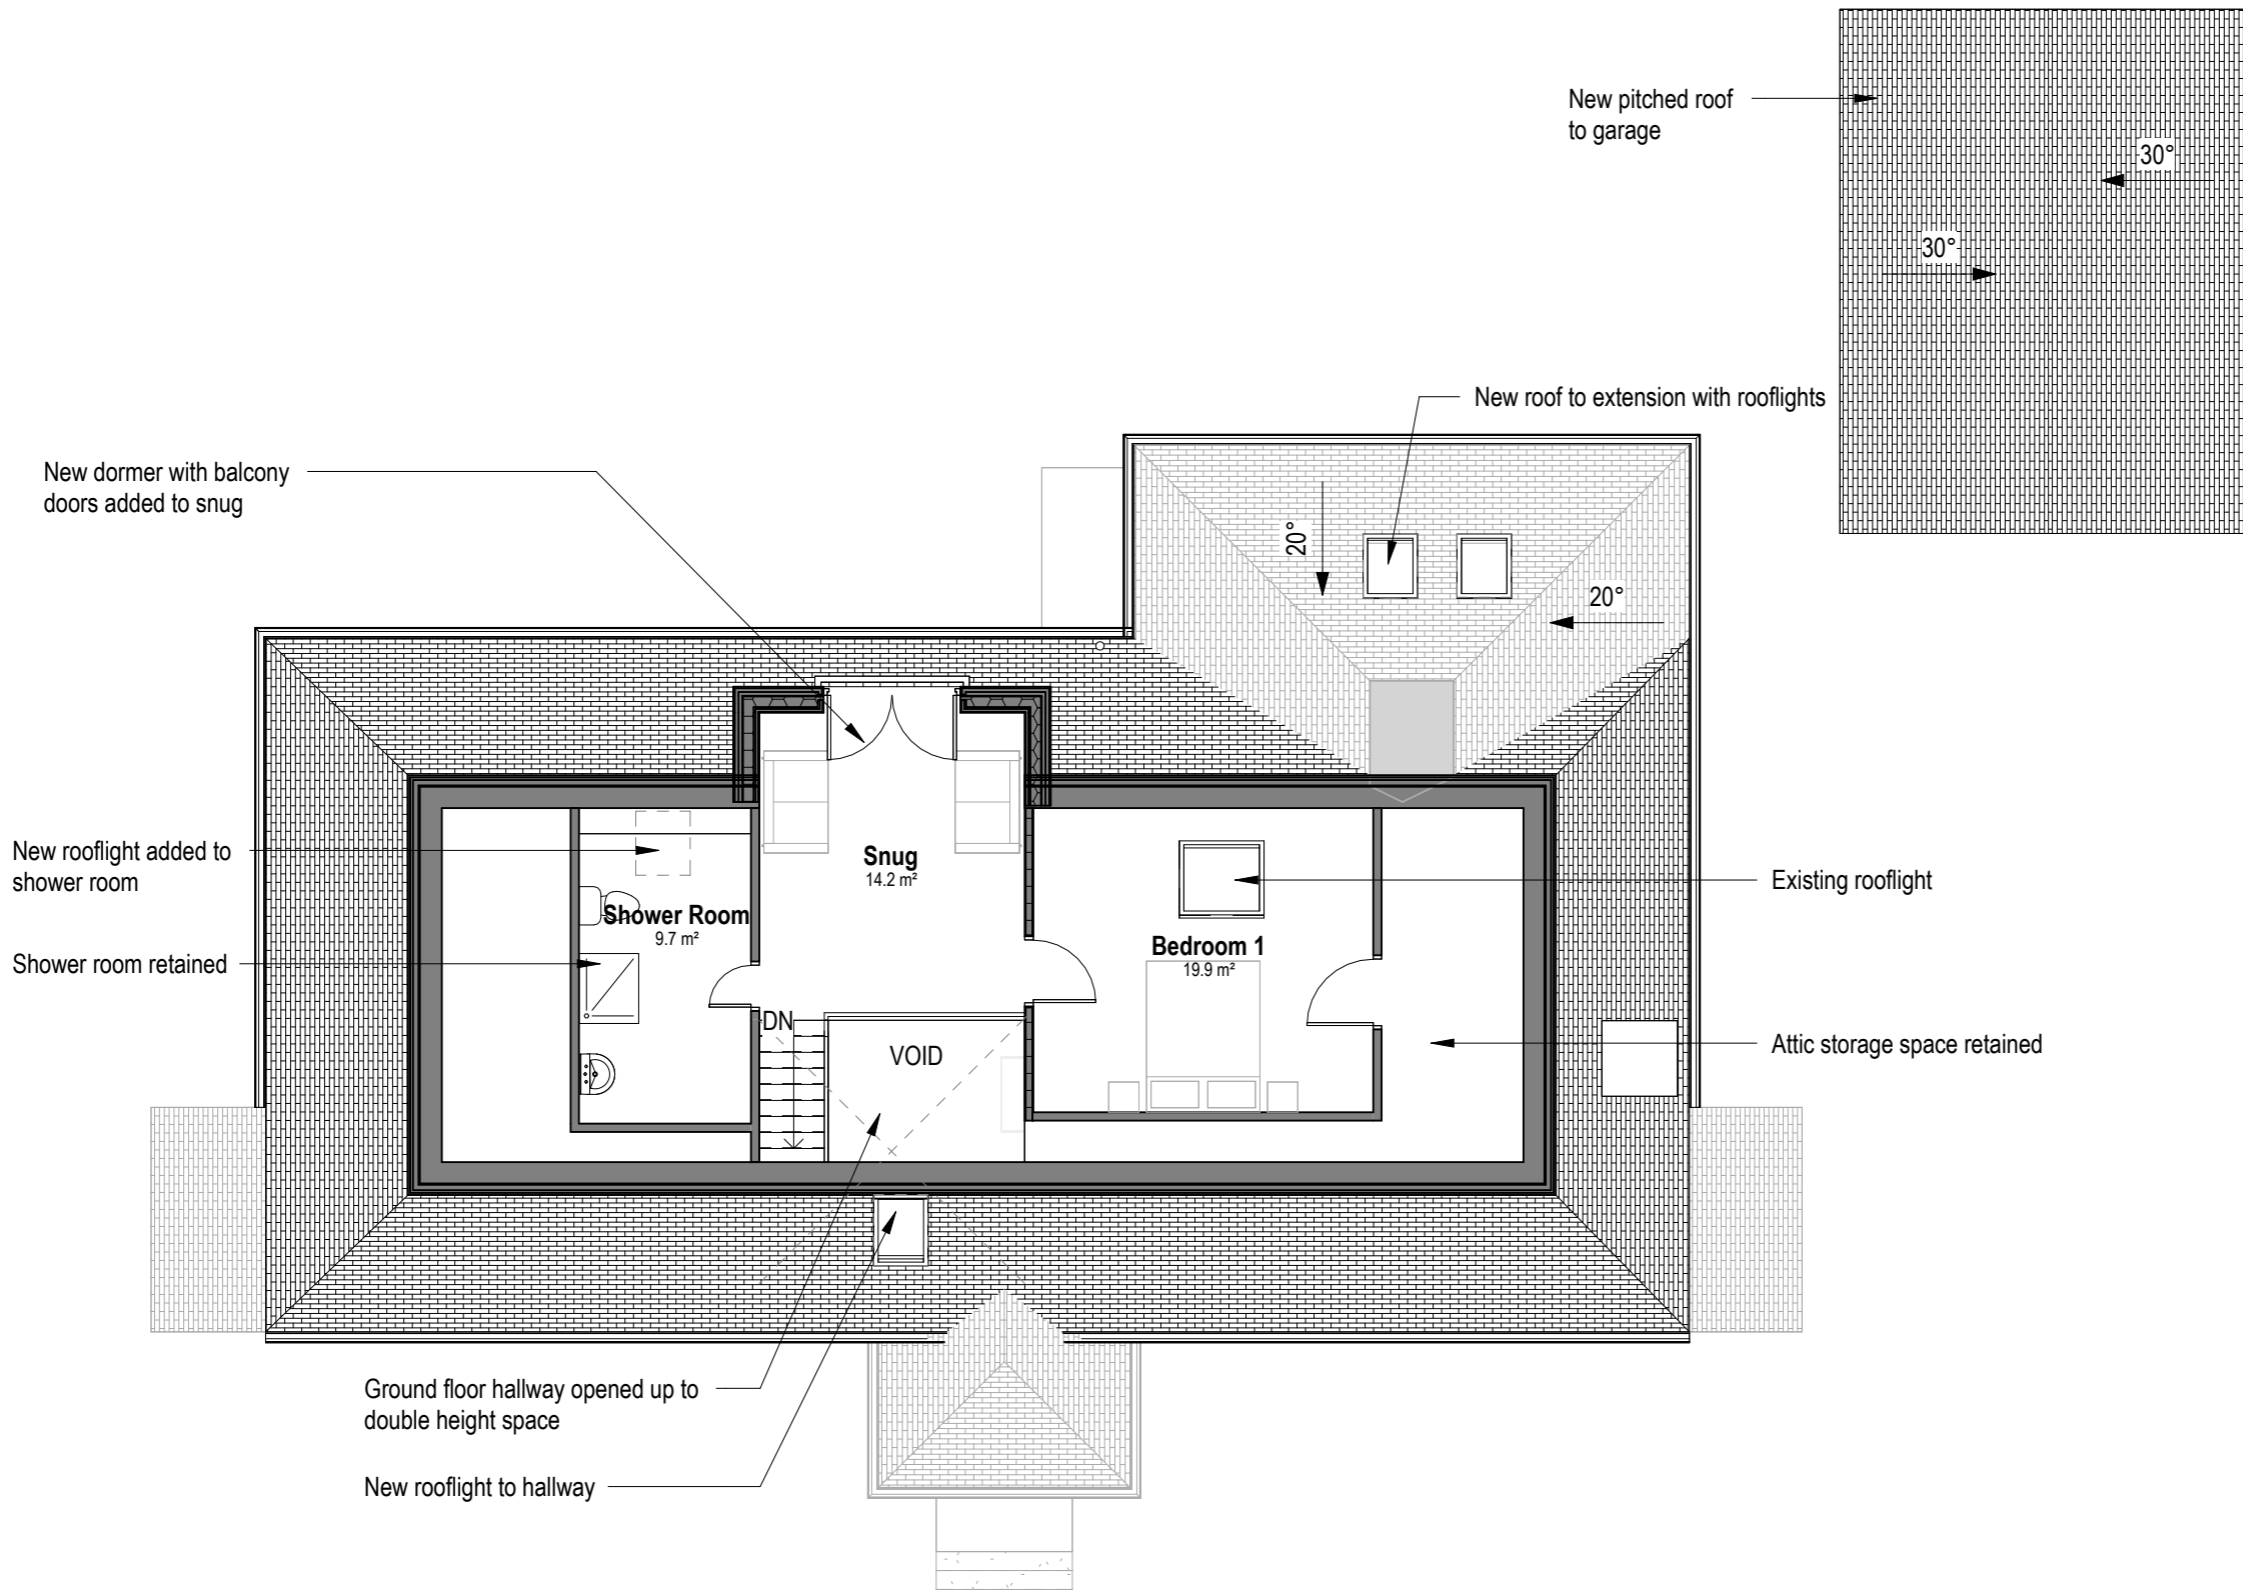 New pitched roof
to garage
30°
30°
New roof to extension with rooflights
New dormer with balcony
doors added to snug
20°
20°
New rooflight added to
shower room
Snug
14.2 m²
Existing rooflight
Shower Room
9.7 m²
Bedroom 1
19.9 m²
Shower room retained
DN
VOID
Attic storage space retained
Ground floor hallway opened up to
double height space
New rooflight to hallway